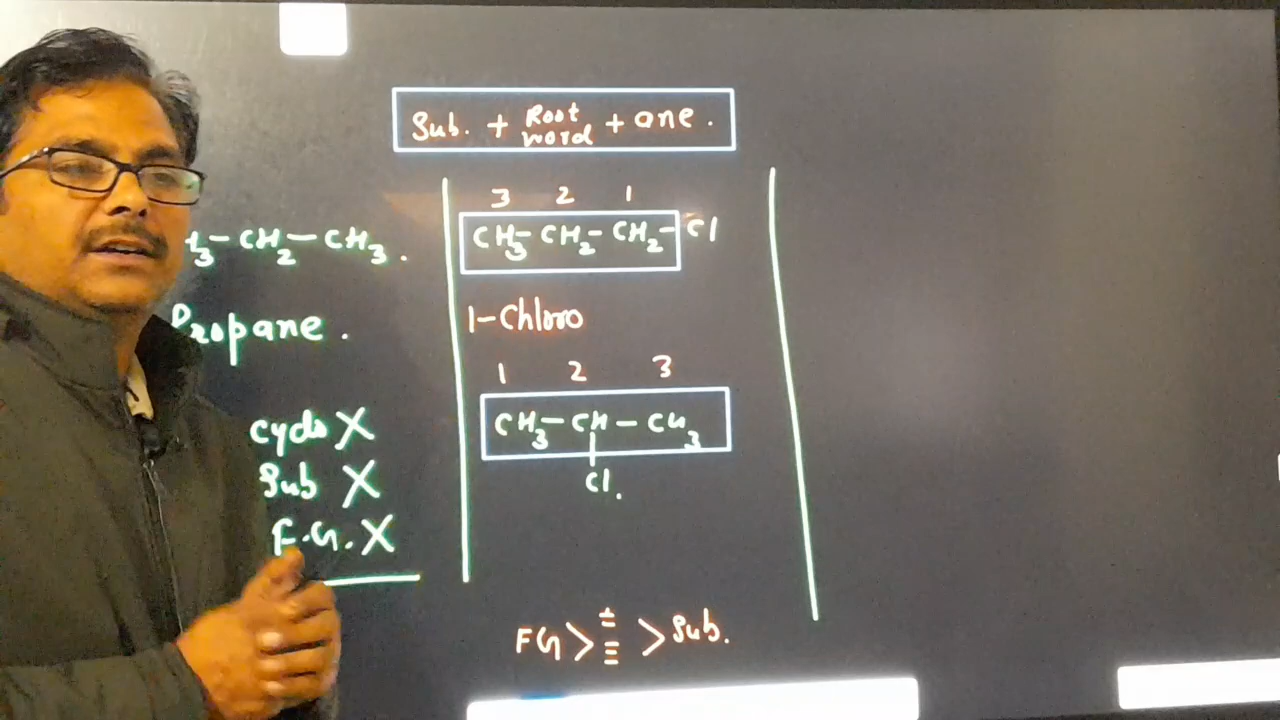 Sub. + Root word + ane.
3-CH2-CH3.
Propane.
cyclo X
Sub X
F.G. X
3 2 1
CH3-CH2-CH2-Cl
1-Chloro
1 2 3
CH3-CH-CH3
|
Cl.
FG > = ≡ > Sub.